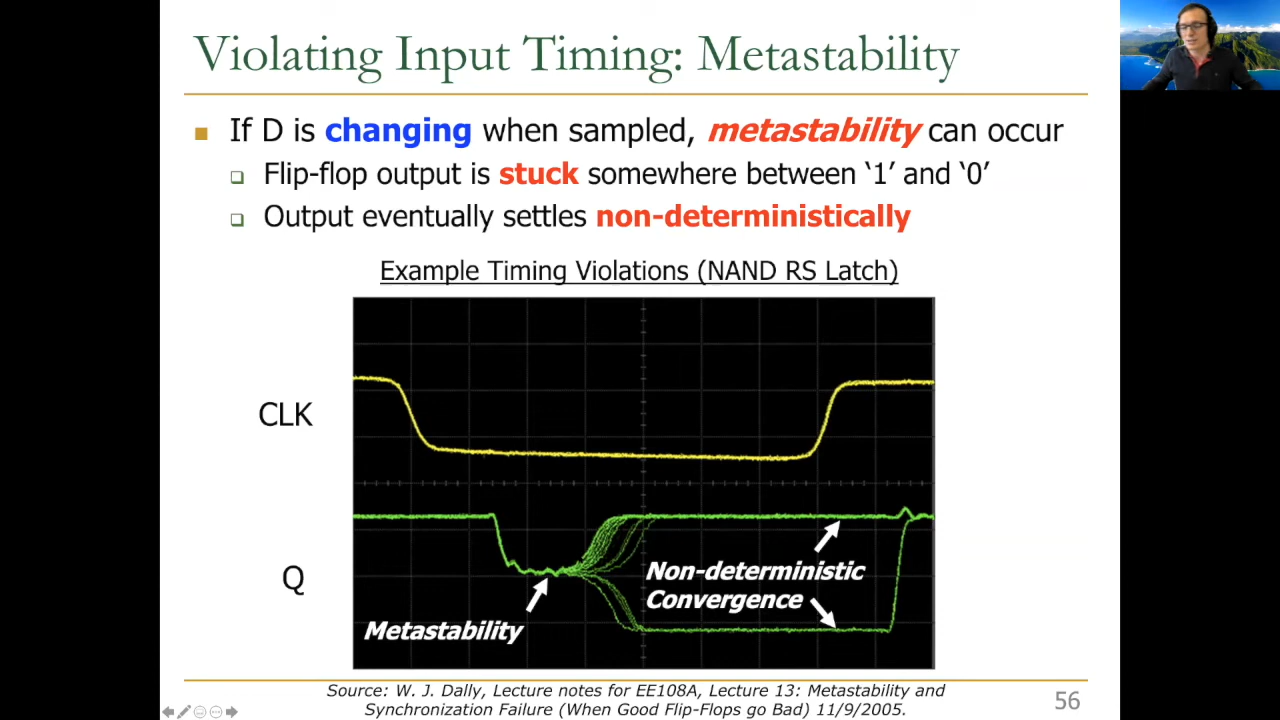 Violating Input Timing: Metastability
If D is changing when sampled, metastability can occur
Flip-flop output is stuck somewhere between ‘1’ and ‘0’
Output eventually settles non-deterministically
Example Timing Violations (NAND RS Latch)
CLK
Q
Non-deterministic
Convergence
Metastability
Source: W. J. Dally, Lecture notes for EE108A, Lecture 13: Metastability and
Synchronization Failure (When Good Flip-Flops go Bad) 11/9/2005.
56